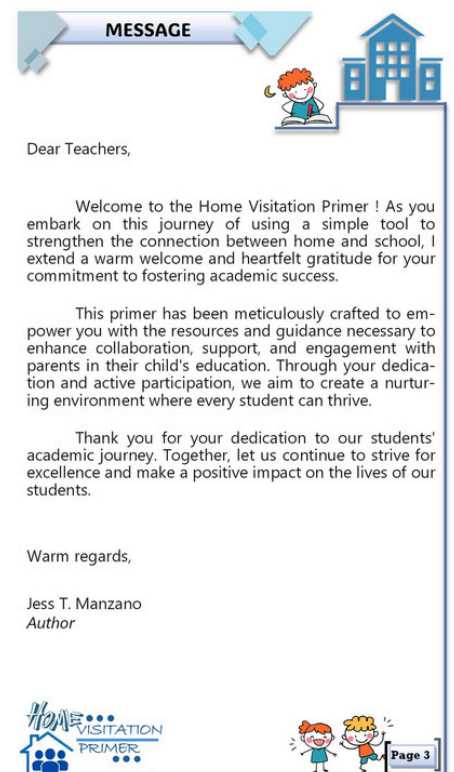 MESSAGE
Dear Teachers,
Welcome to the Home Visitation Primer ! As you
embark on this journey of using a simple tool to
strengthen the connection between home and school, I
extend a warm welcome and heartfelt gratitude for your
commitment to fostering academic success.
This primer has been meticulously crafted to em-
power you with the resources and guidance necessary to
enhance collaboration, support, and engagement with
parents in their child's education. Through your dedica-
tion and active participation, we aim to create a nurtur-
ing environment where every student can thrive.
Thank you for your dedication to our students'
academic journey. Together, let us continue to strive for
excellence and make a positive impact on the lives of our
students.
Warm regards,
Jess T. Manzano
Author
HOME
VISITATION
PRIMER
Page 3